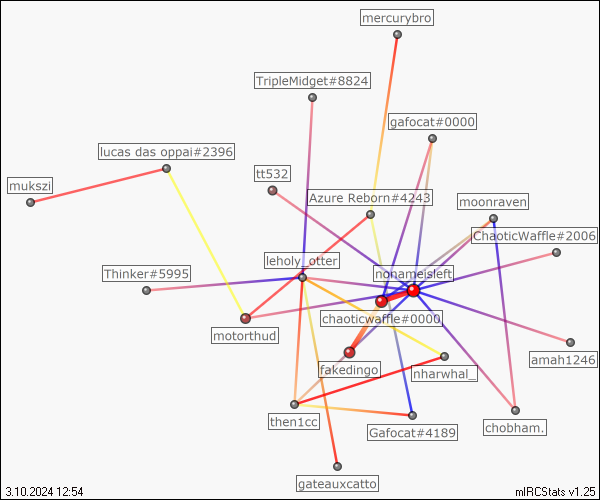 mercurybro
TripleMidget#8824
gafocat#0000
lucas das oppai#2396
tt532
mukszi
Azure Reborn#4243
moonraven
ChaoticWaffle#2006
leholy_otter
Thinker#5995
nonameisleft
chaoticwaffle#0000
motorthud
amah1246
fakedingo
nharwhal_
then1cc
Gafocat#4189
chobham.
gateauxcatto
3.10.2024 12:54
mIRCStats v1.25